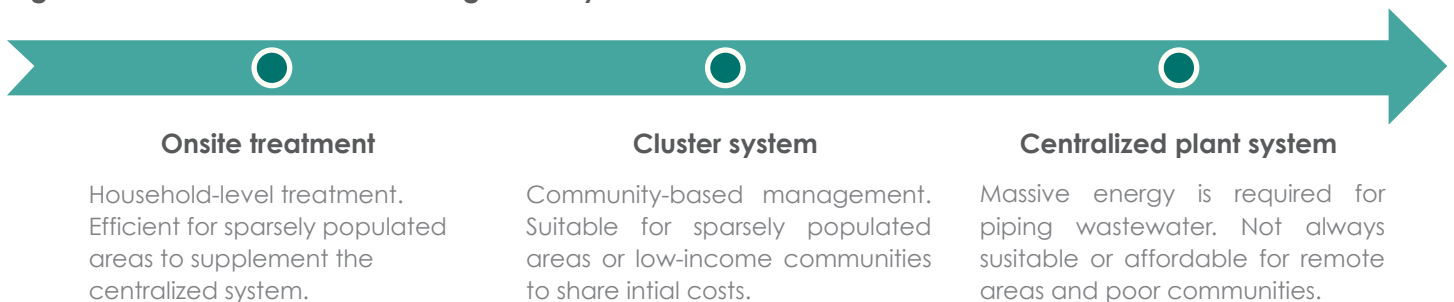 Onsite treatment
Household-level treatment.
Efficient for sparsely populated
areas to supplement the
centralized system.
Cluster system
Community-based management.
Suitable for sparsely populated
areas or low-income communities
to share intial costs.
Centralized plant system
Massive energy is required for
piping wastewater. Not always
susitable or affordable for remote
areas and poor communities.